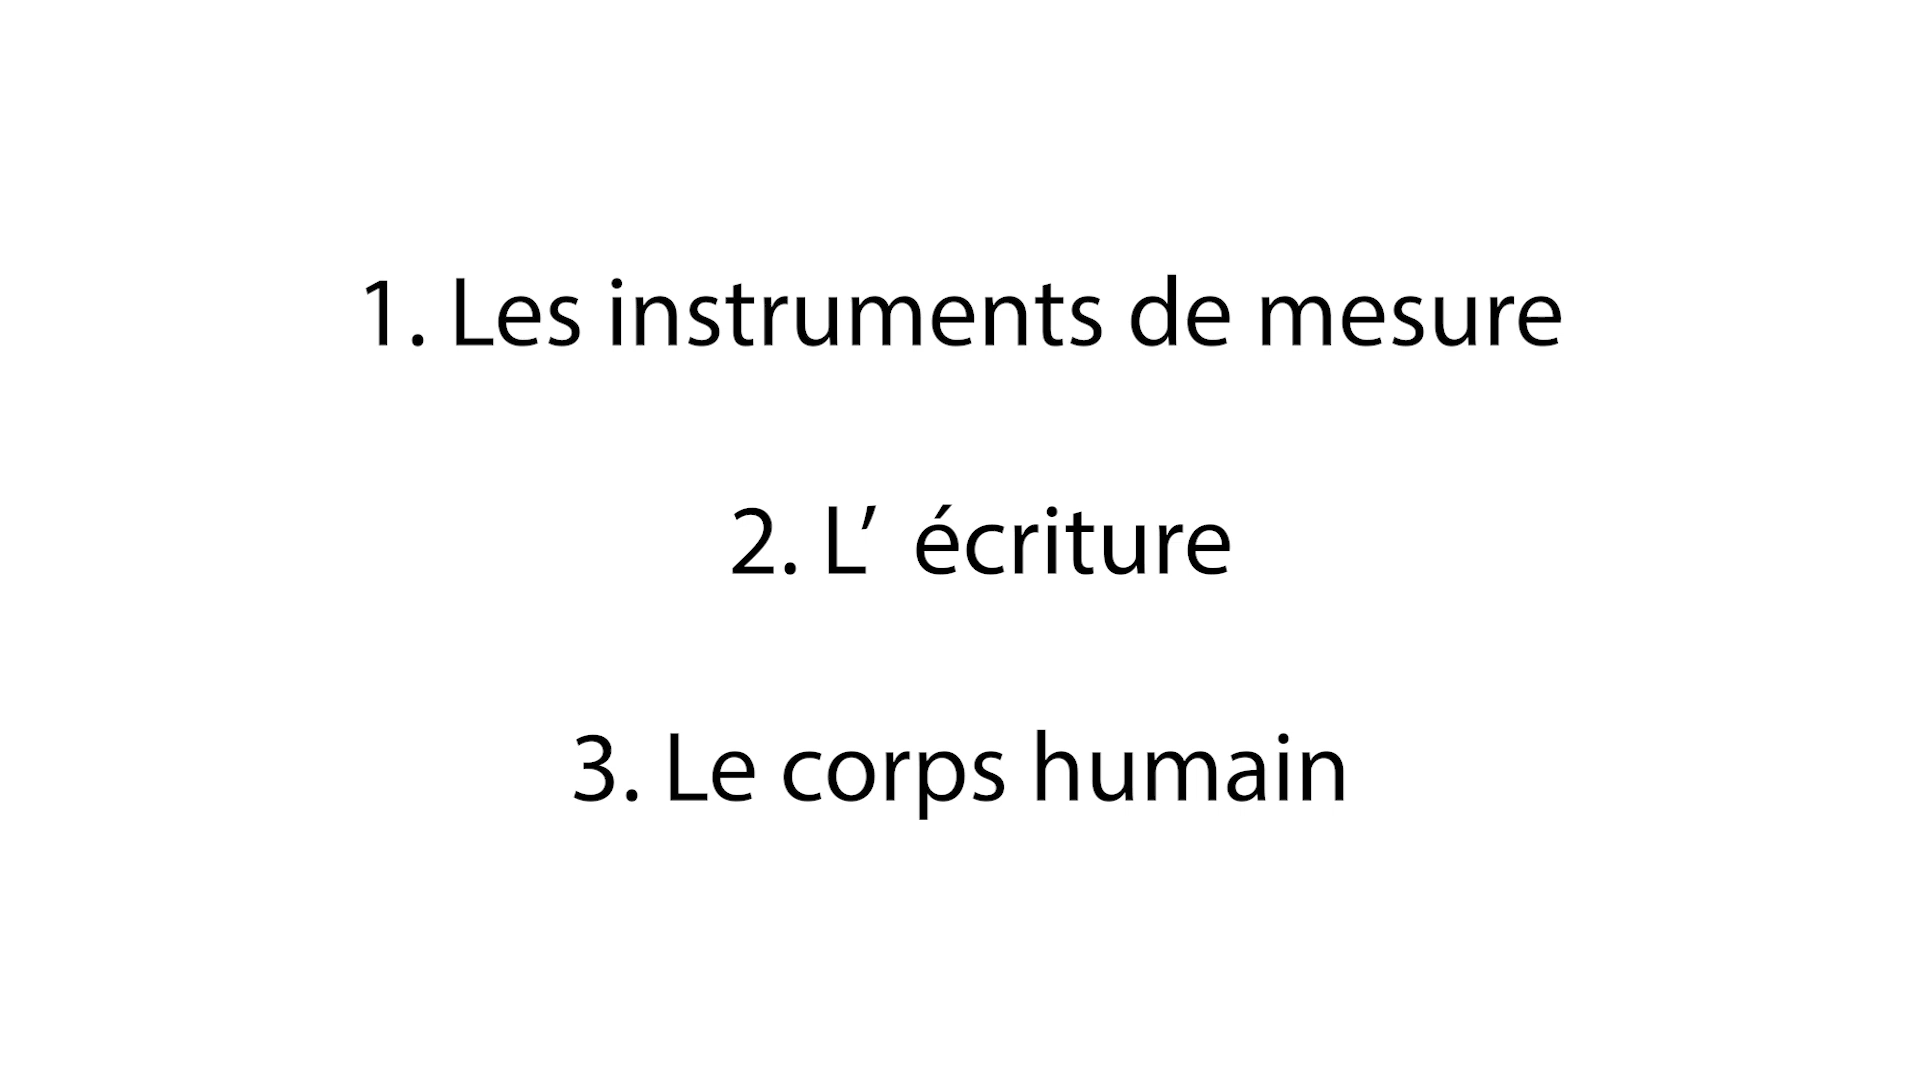 1. Les instruments de mesure
2. L’ écriture
3. Le corps humain